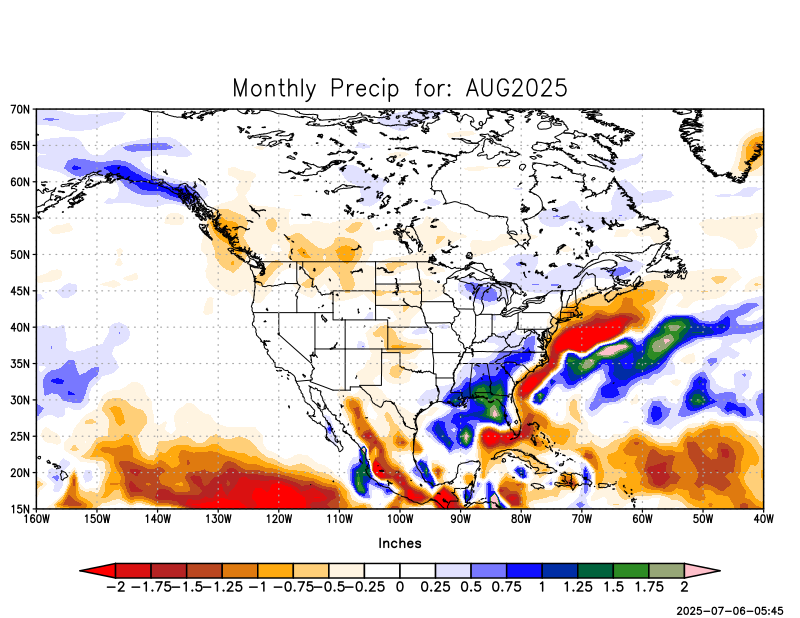 Monthly Precip for: AUG2025
70N
65N
60N
55N
50N
45N
40N
35N
30N
25N
20N
15N
160W 150W 140W 130W 120W 110W 100W 90W 80W 70W 60W 50W 40W
Inches
-2 -1.75 -1.5 -1.25 -1 -0.75 -0.5 -0.25 0 0.25 0.5 0.75 1 1.25 1.5 1.75 2
2025-07-06-05:45